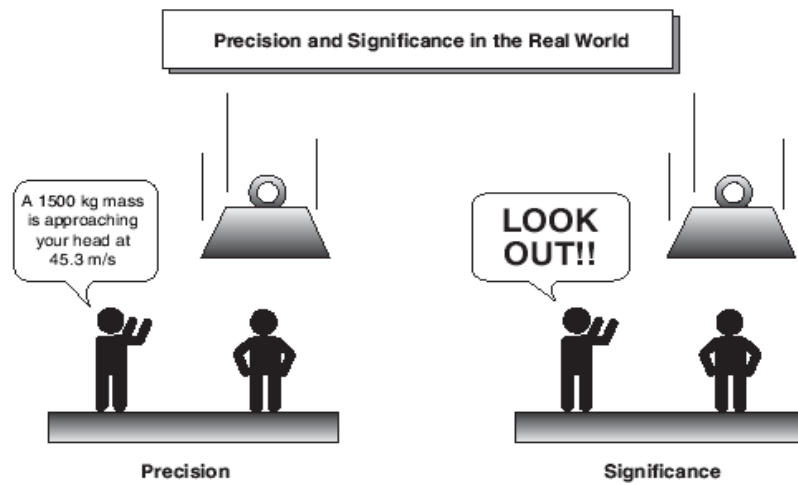 Precision and Significance in the Real World
A 1500 kg mass
is approaching
your head at
45.3 m/s
LOOK
OUT!!
Precision
Significance